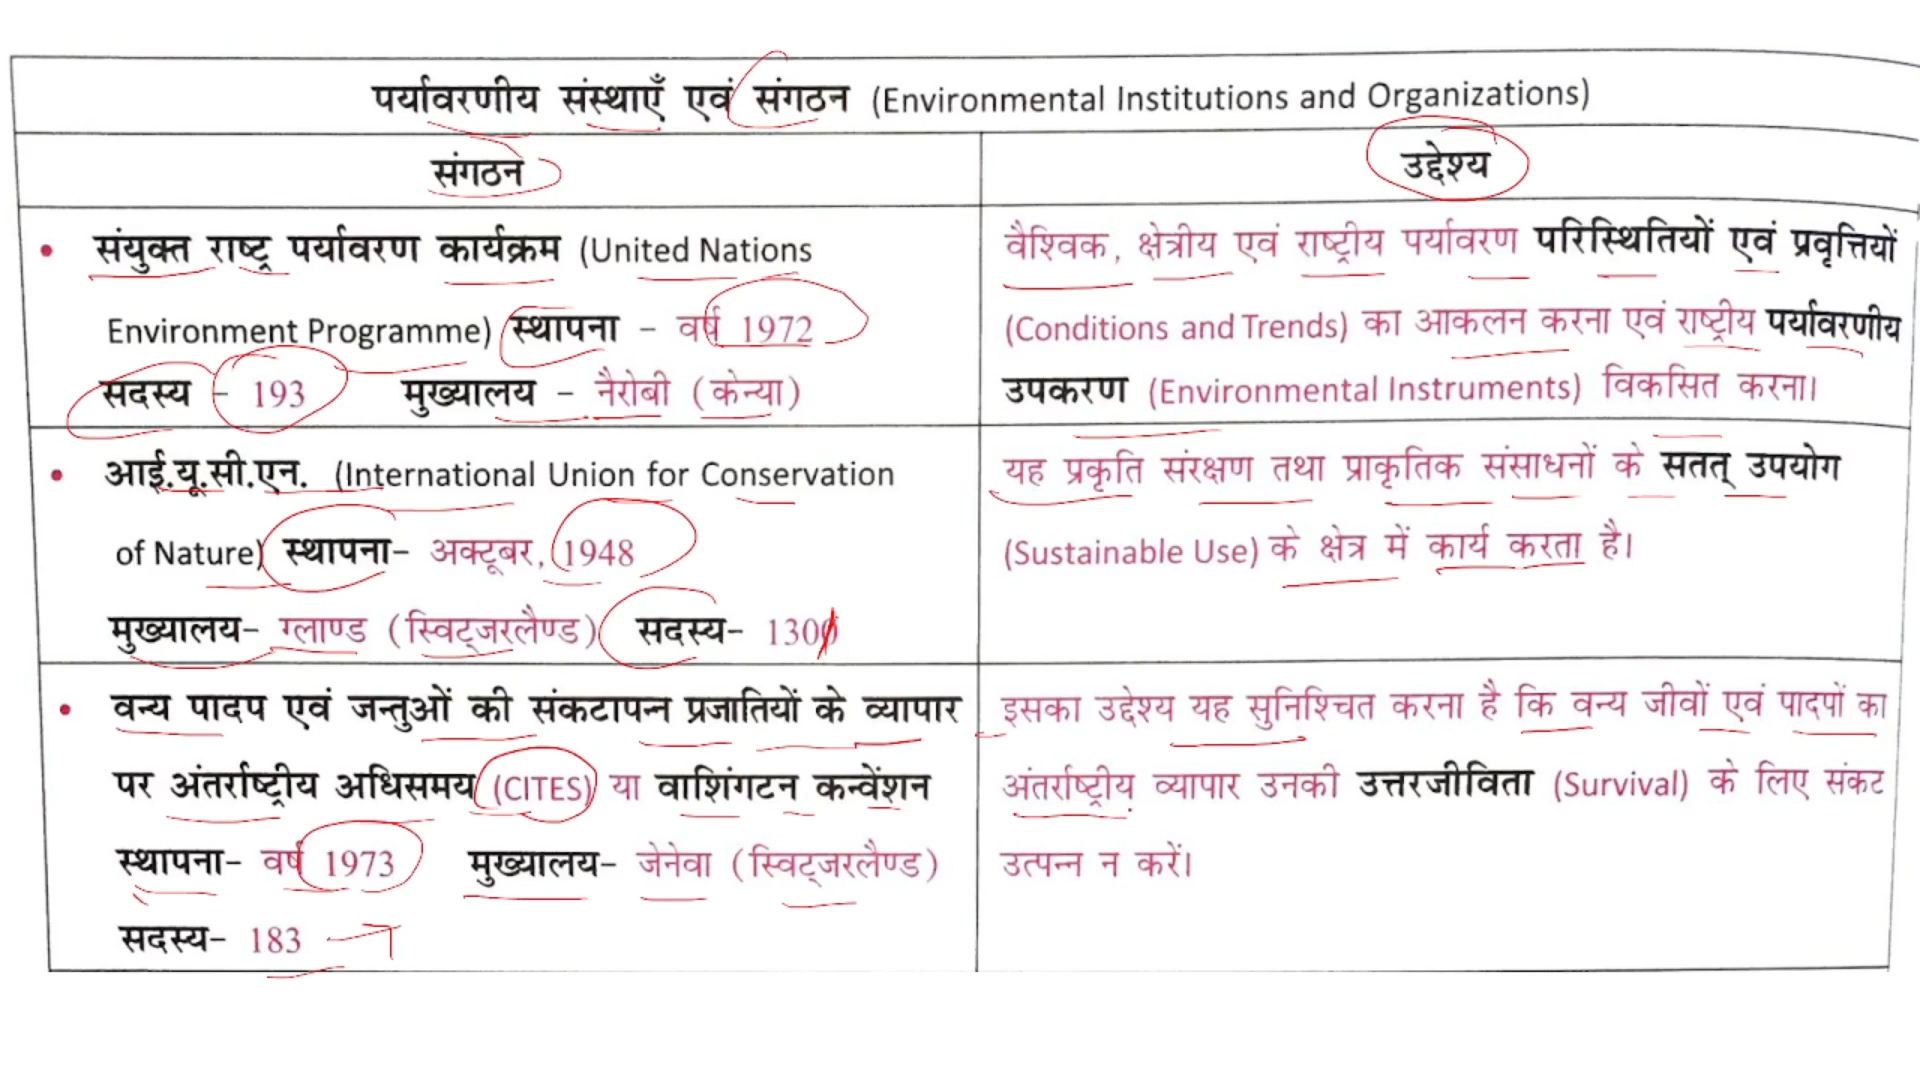 पर्यावरणीय संस्थाएँ एवं संगठन (Environmental Institutions and Organizations)
संगठन
उद्देश्य
• संयुक्त राष्ट्र पर्यावरण कार्यक्रम (United Nations
Environment Programme) स्थापना – वर्ष 1972
सदस्य – 193 मुख्यालय – नैरोबी (केन्या)
वैश्विक, क्षेत्रीय एवं राष्ट्रीय पर्यावरण परिस्थितियों एवं प्रवृत्तियों
(Conditions and Trends) का आकलन करना एवं राष्ट्रीय पर्यावरणीय
उपकरण (Environmental Instruments) विकसित करना।
• आई.यू.सी.एन. (International Union for Conservation
of Nature) स्थापना– अक्टूबर, 1948
मुख्यालय– ग्लाण्ड (स्विट्जरलैण्ड) सदस्य– 1300
यह प्रकृति संरक्षण तथा प्राकृतिक संसाधनों के सतत् उपयोग
(Sustainable Use) के क्षेत्र में कार्य करता है।
• वन्य पादप एवं जन्तुओं की संकटापन्न प्रजातियों के व्यापार
पर अंतर्राष्ट्रीय अधिसमय (CITES) या वाशिंगटन कन्वेंशन
स्थापना– वर्ष 1973 मुख्यालय– जेनेवा (स्विट्जरलैण्ड)
सदस्य– 183
इसका उद्देश्य यह सुनिश्चित करना है कि वन्य जीवों एवं पादपों का
अंतर्राष्ट्रीय व्यापार उनकी उत्तरजीविता (Survival) के लिए संकट
उत्पन्न न करें।